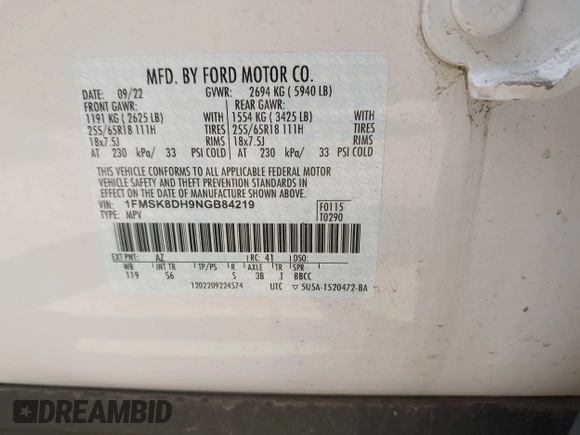 MFD. BY FORD MOTOR CO.
DATE: 09/22 GVWR: 2694 KG ( 5940 LB)
FRONT GAWR: REAR GAWR:
1191 KG ( 2625 LB) WITH 1554 KG ( 3425 LB) WITH
255/65R18 111H TIRES 255/65R18 111H TIRES
18x7.5J RIMS 18x7.5J RIMS
AT 230 kPa/ 33 PSI COLD AT 230 kPa/ 33 PSI COLD
THIS VEHICLE CONFORMS TO ALL APPLICABLE FEDERAL MOTOR
VEHICLE SAFETY AND THEFT PREVENTION STANDARDS IN
EFFECT ON THE DATE OF MANUFACTURE SHOWN ABOVE.
VIN: 1FMSK8DH9NGB84219 F0115
TYPE: MPV T0290
EXT PNT: AZ RC: 41 DSO:
WB INT TR TP/PS R AXLE TR SPR
119 S6 S 3B T BBCC
1202209224574 UTC ▽ 5U5A-1520472-BA
DREAMBID